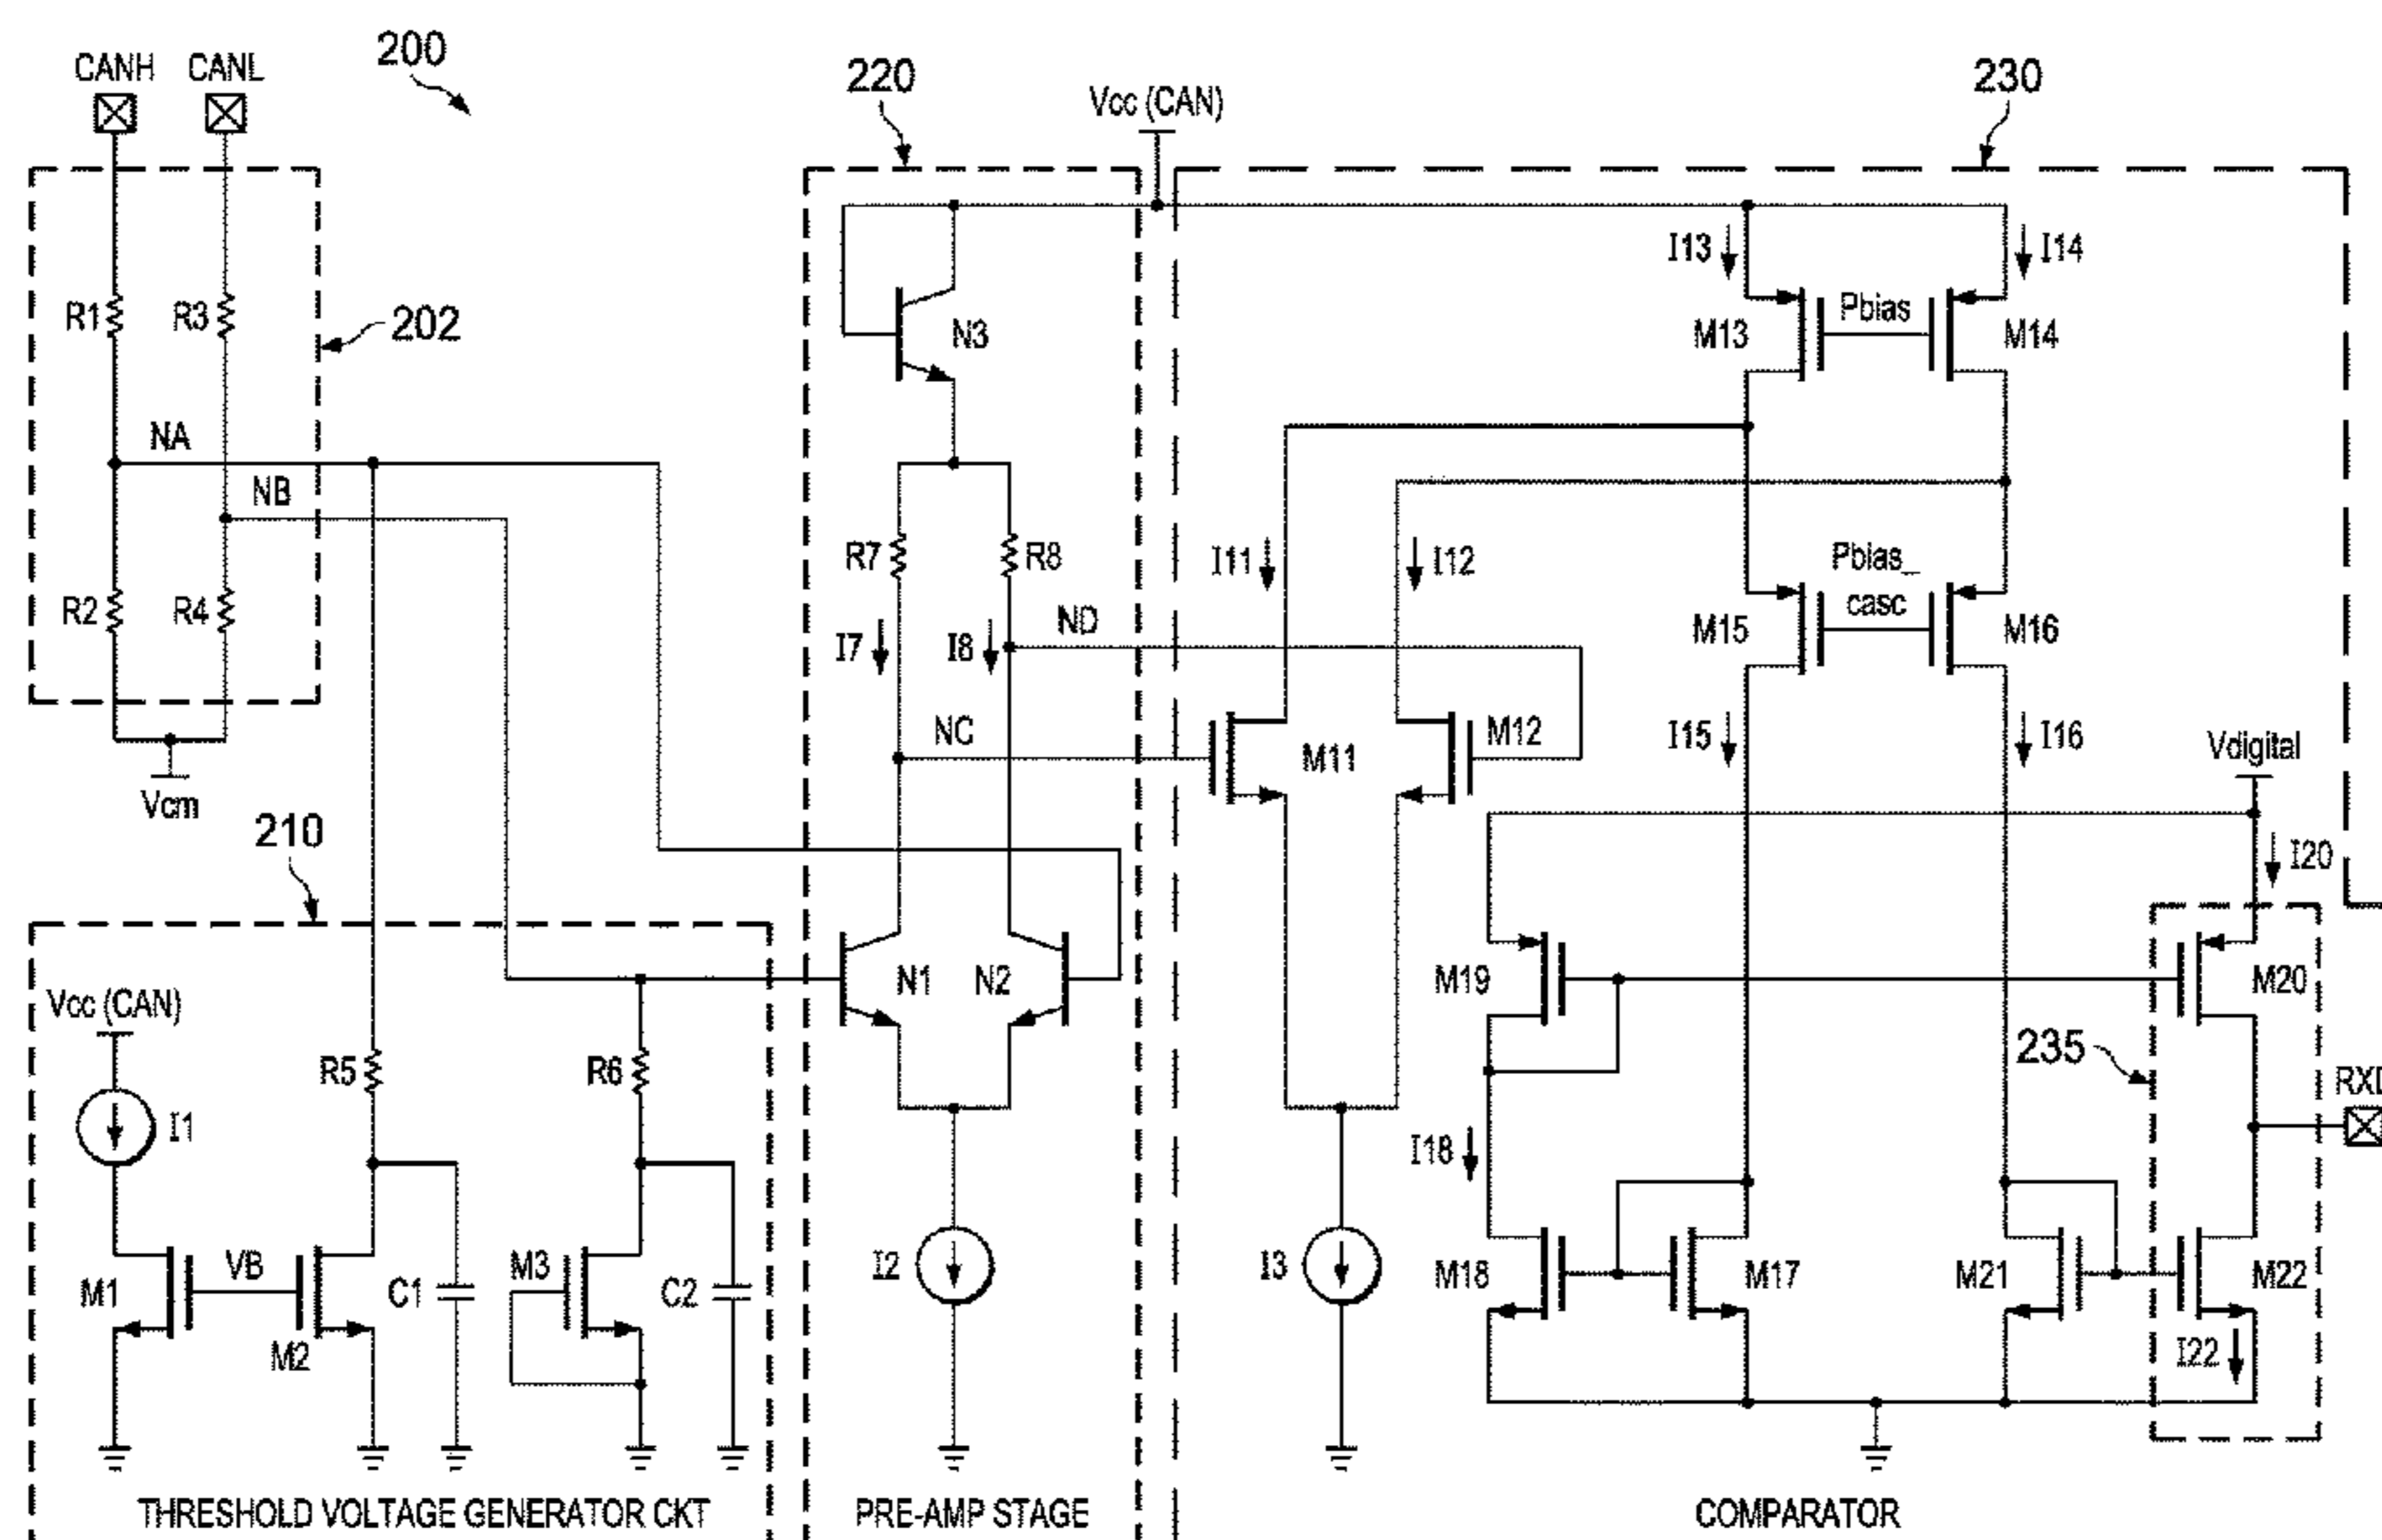 CANH CANL
200
220
Vcc (CAN)
230
I13
I14
R1
R3
202
N3
M13
Pbias
M14
NA
NB
R7
R8
I11
I12
Pbias_
casc
R2
R4
M15
M16
I7
I8
ND
NC
M11
M12
I15
I16
Vdigital
Vcm
210
I20
Vcc (CAN)
N1
N2
M19
M20
R5
R6
235
I1
I18
M1
VB
M2
C1
M3
C2
I2
I3
M18
M17
M21
M22
I22
THRESHOLD VOLTAGE GENERATOR CKT
PRE-AMP STAGE
COMPARATOR